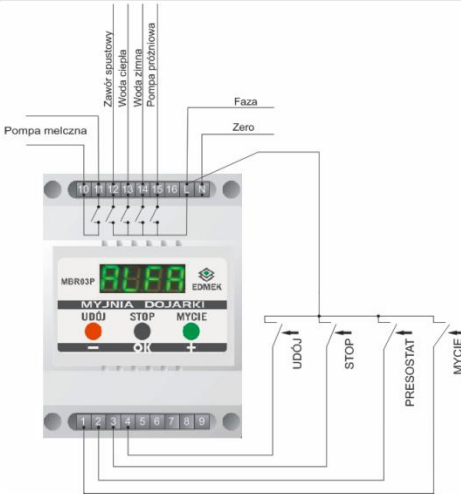 Zawór spustowy
Woda ciepła
Woda zimna
Pompa próżniowa
Faza
Pompa melczna
Zero
10 11 12 13 14 15 16 L N
MBR03P
ALFA
EDMEK
MYJNIA DOJARKI
UDÓJ STOP MYCIE
− OK +
UDÓJ
STOP
PRESOSTAT
MYCIE
1 2 3 4 5 6 7 8 9